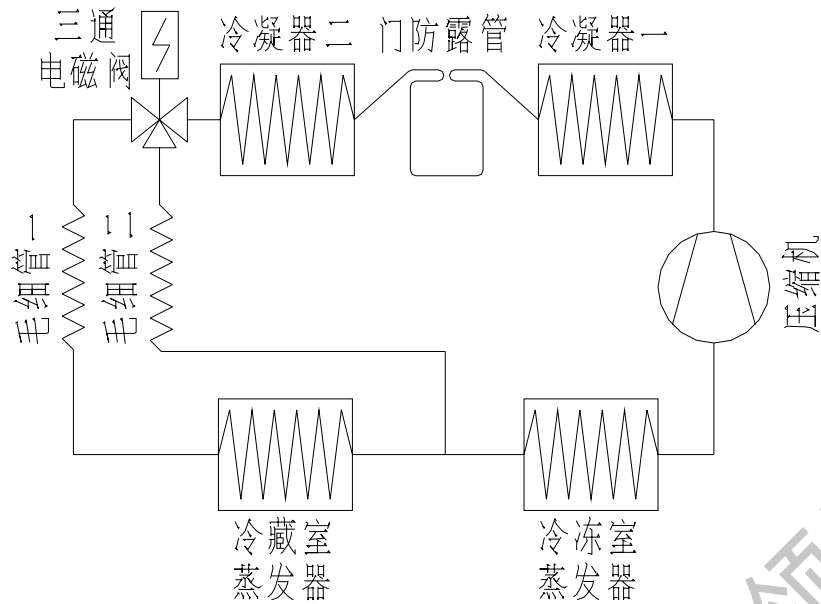 三通
电磁阀
冷凝器二
门防露管
冷凝器一
毛细管一
毛细管二
压缩机
冷藏室
蒸发器
冷冻室
蒸发器